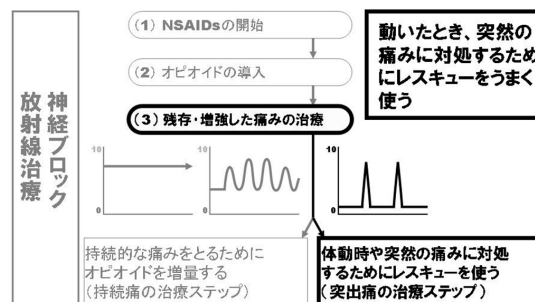 神経ブロック
放射線治療
(1) NSAIDsの開始
(2) オピオイドの導入
(3) 残存・増強した痛みの治療
動いたとき、突然の
痛みに対処するため
にレスキューをうまく
使う
10
0
10
0
10
0
持続的な痛みをとるために
オピオイドを増量する
(持続痛の治療ステップ)
体動時や突然の痛みに対処
するためにレスキューを使う
(突出痛の治療ステップ)